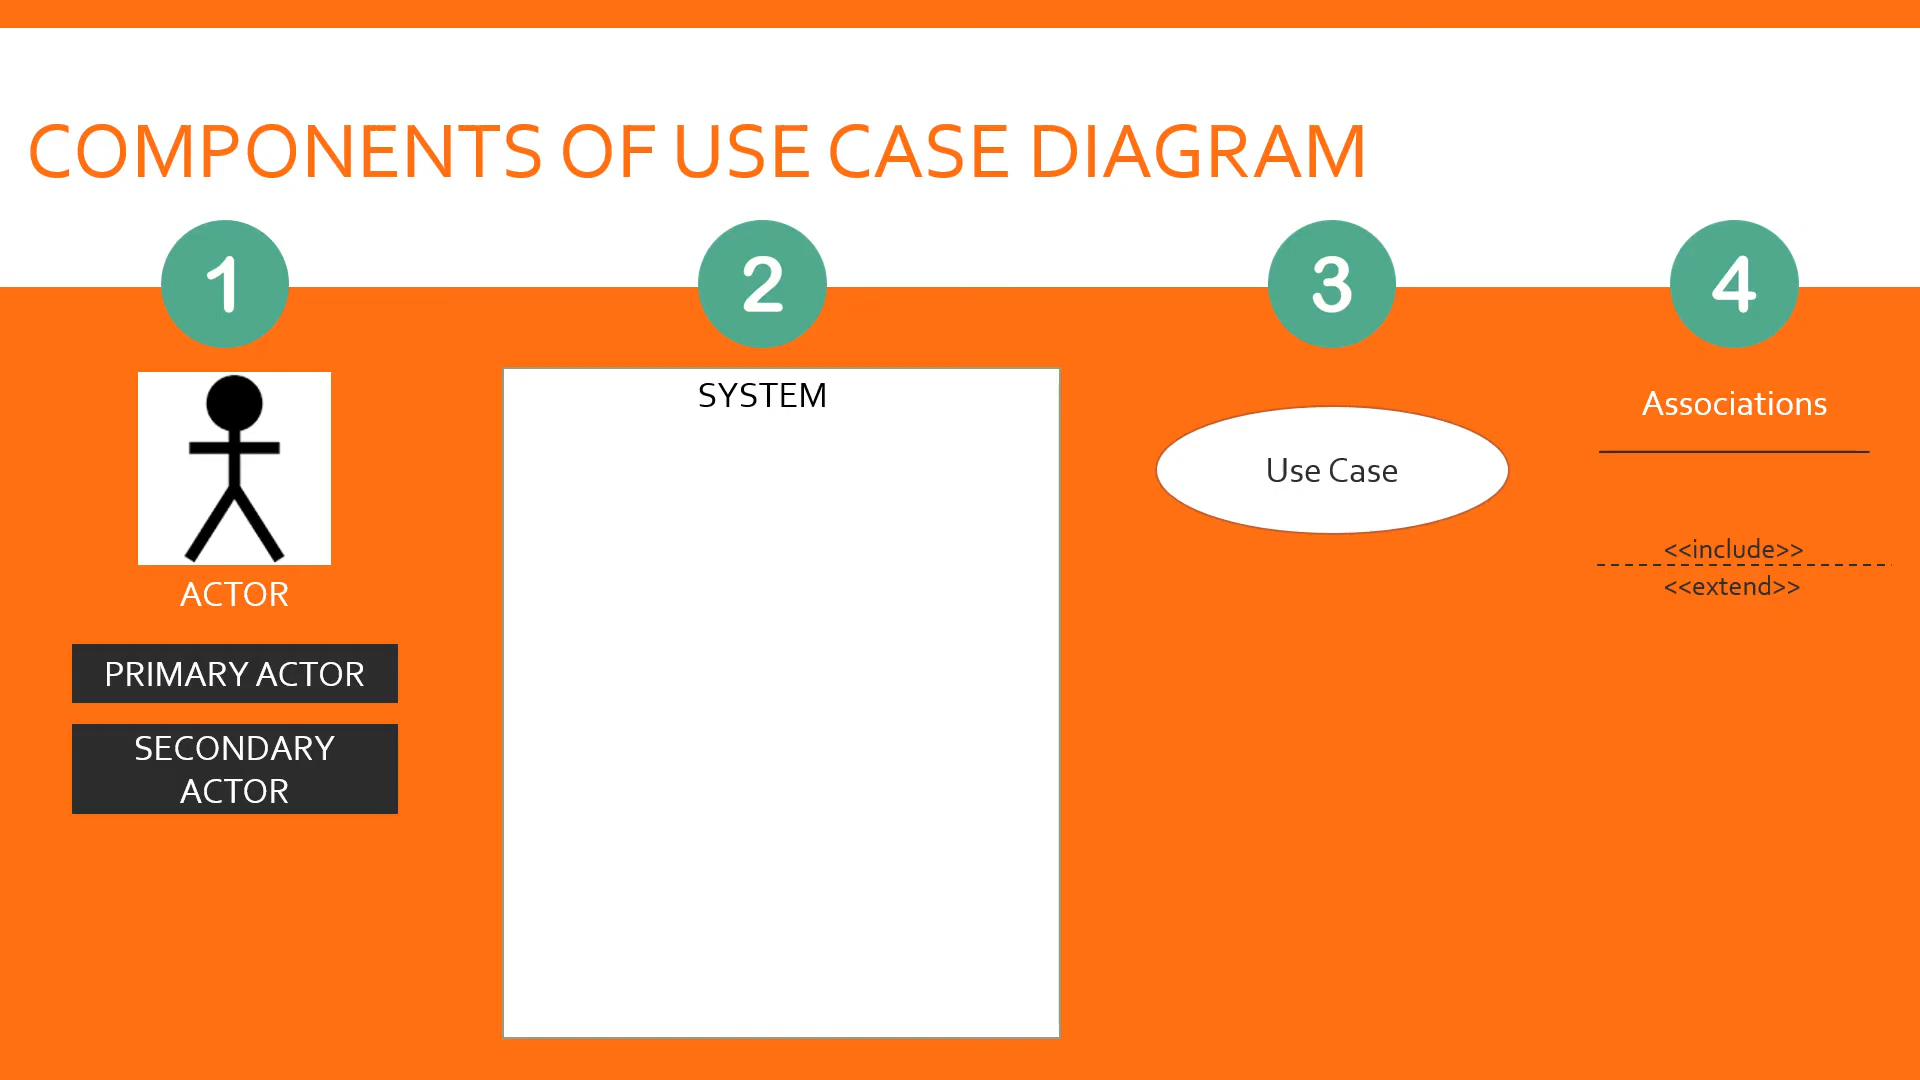 COMPONENTS OF USE CASE DIAGRAM
1
2
3
4
ACTOR
PRIMARY ACTOR
SECONDARY
ACTOR
SYSTEM
Use Case
Associations
<<include>>
<<extend>>